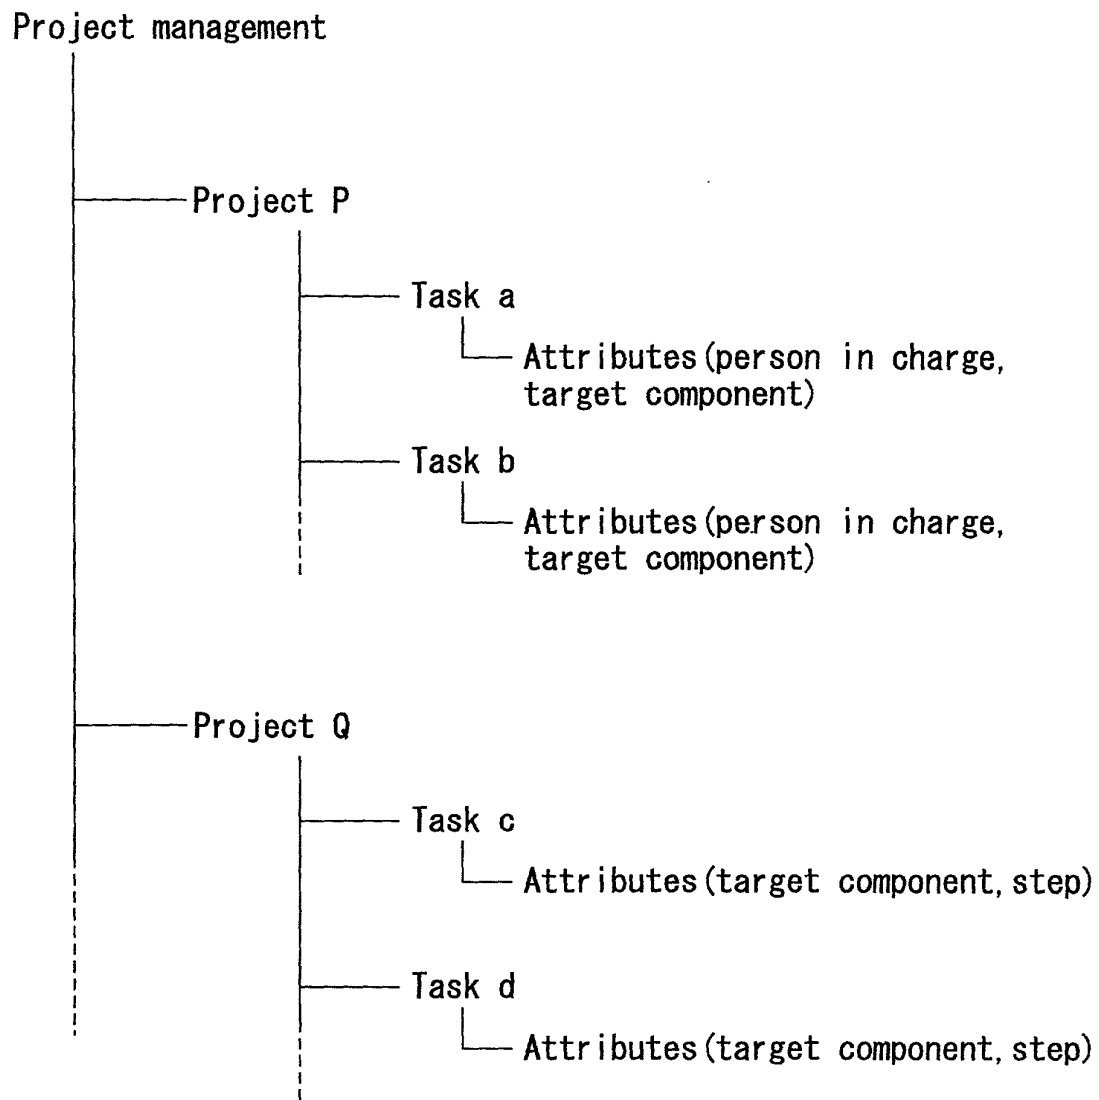 Project management
Project P
Task a
Attributes(person in charge,
target component)
Task b
Attributes(person in charge,
target component)
Project Q
Task c
Attributes(target component,step)
Task d
Attributes(target component,step)